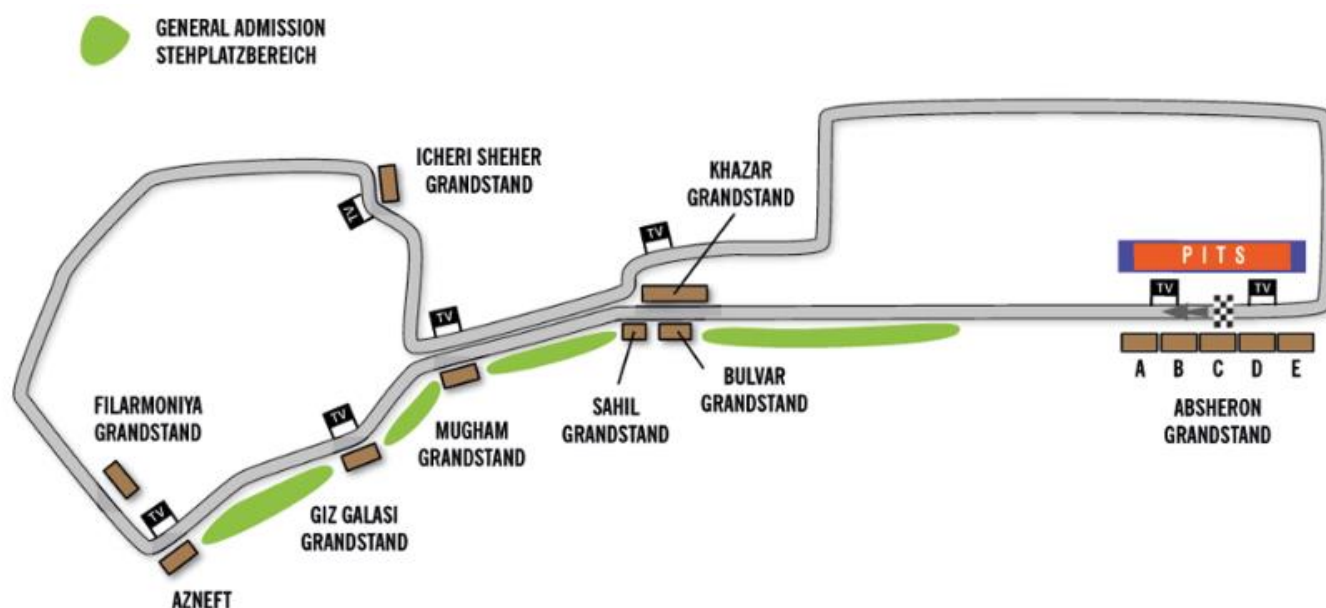 GENERAL ADMISSION
STEHPLATZBEREICH
ICHERI SHEHER
GRANDSTAND
TV
KHAZAR
GRANDSTAND
TV
PITS
TV
TV
TV
A
B
C
D
E
FILARMONIYA
GRANDSTAND
TV
MUGHAM
GRANDSTAND
SAHIL
GRANDSTAND
BULVAR
GRANDSTAND
ABSHERON
GRANDSTAND
TV
GIZ GALASI
GRANDSTAND
AZNEFT